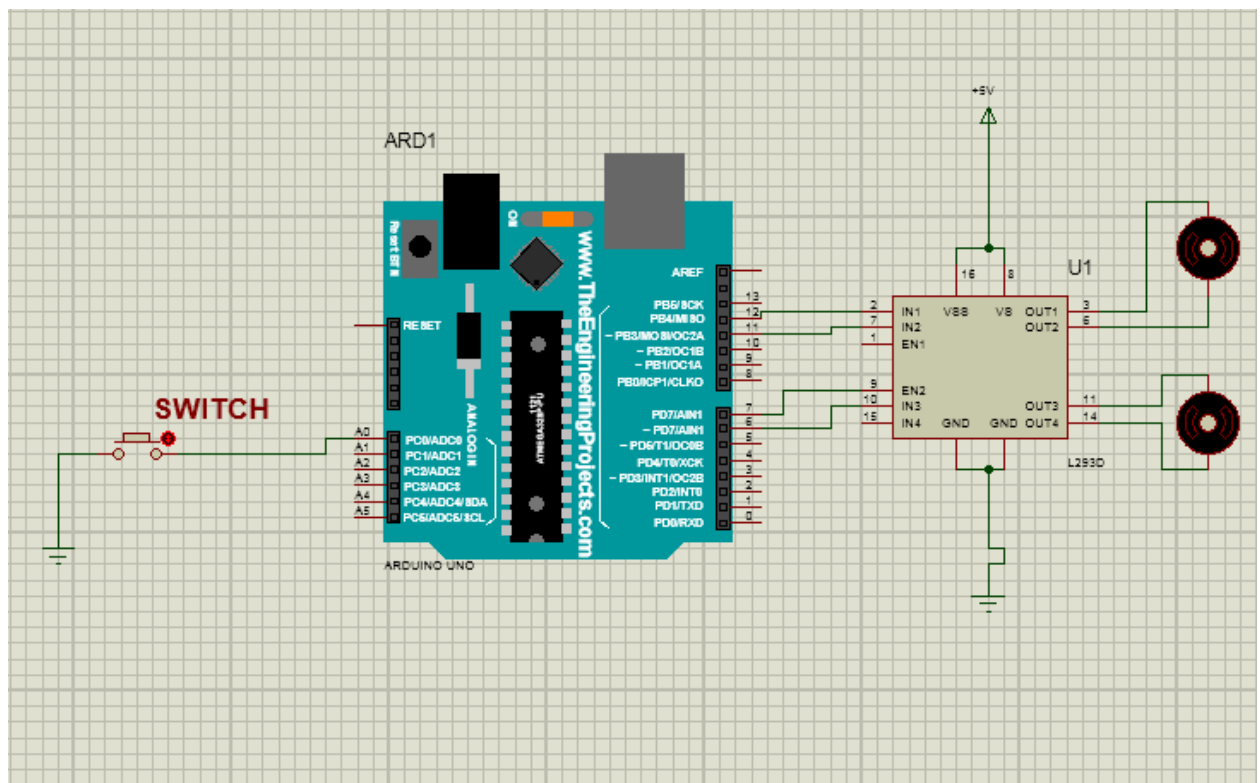 +5V
ARD1
ON
Reset BTN
www.TheEngineeringProjects.com
AREF
RESET
PB5/SCK
13
PB4/MISO
12
~ PB3/MOSI/OC2A
11
~ PB2/OC1B
10
~ PB1/OC1A
9
PB0/ICP1/CLKO
8
PD7/AIN1
7
~ PD7/AIN1
6
~ PD5/T1/OC0B
5
PD4/T0/XCK
4
~ PD3/INT1/OC2B
3
PD2/INT0
2
PD1/TXD
1
PD0/RXD
0
ANALOG IN
A0
PC0/ADC0
A1
PC1/ADC1
A2
PC2/ADC2
A3
PC3/ADC3
A4
PC4/ADC4/SDA
A5
PC5/ADC5/SCL
ARDUINO UNO
SWITCH
U1
16
8
2
IN1
VSS
VS
OUT1
3
7
IN2
OUT2
6
1
EN1
9
EN2
10
IN3
OUT3
11
15
IN4
GND
GND
OUT4
14
L293D